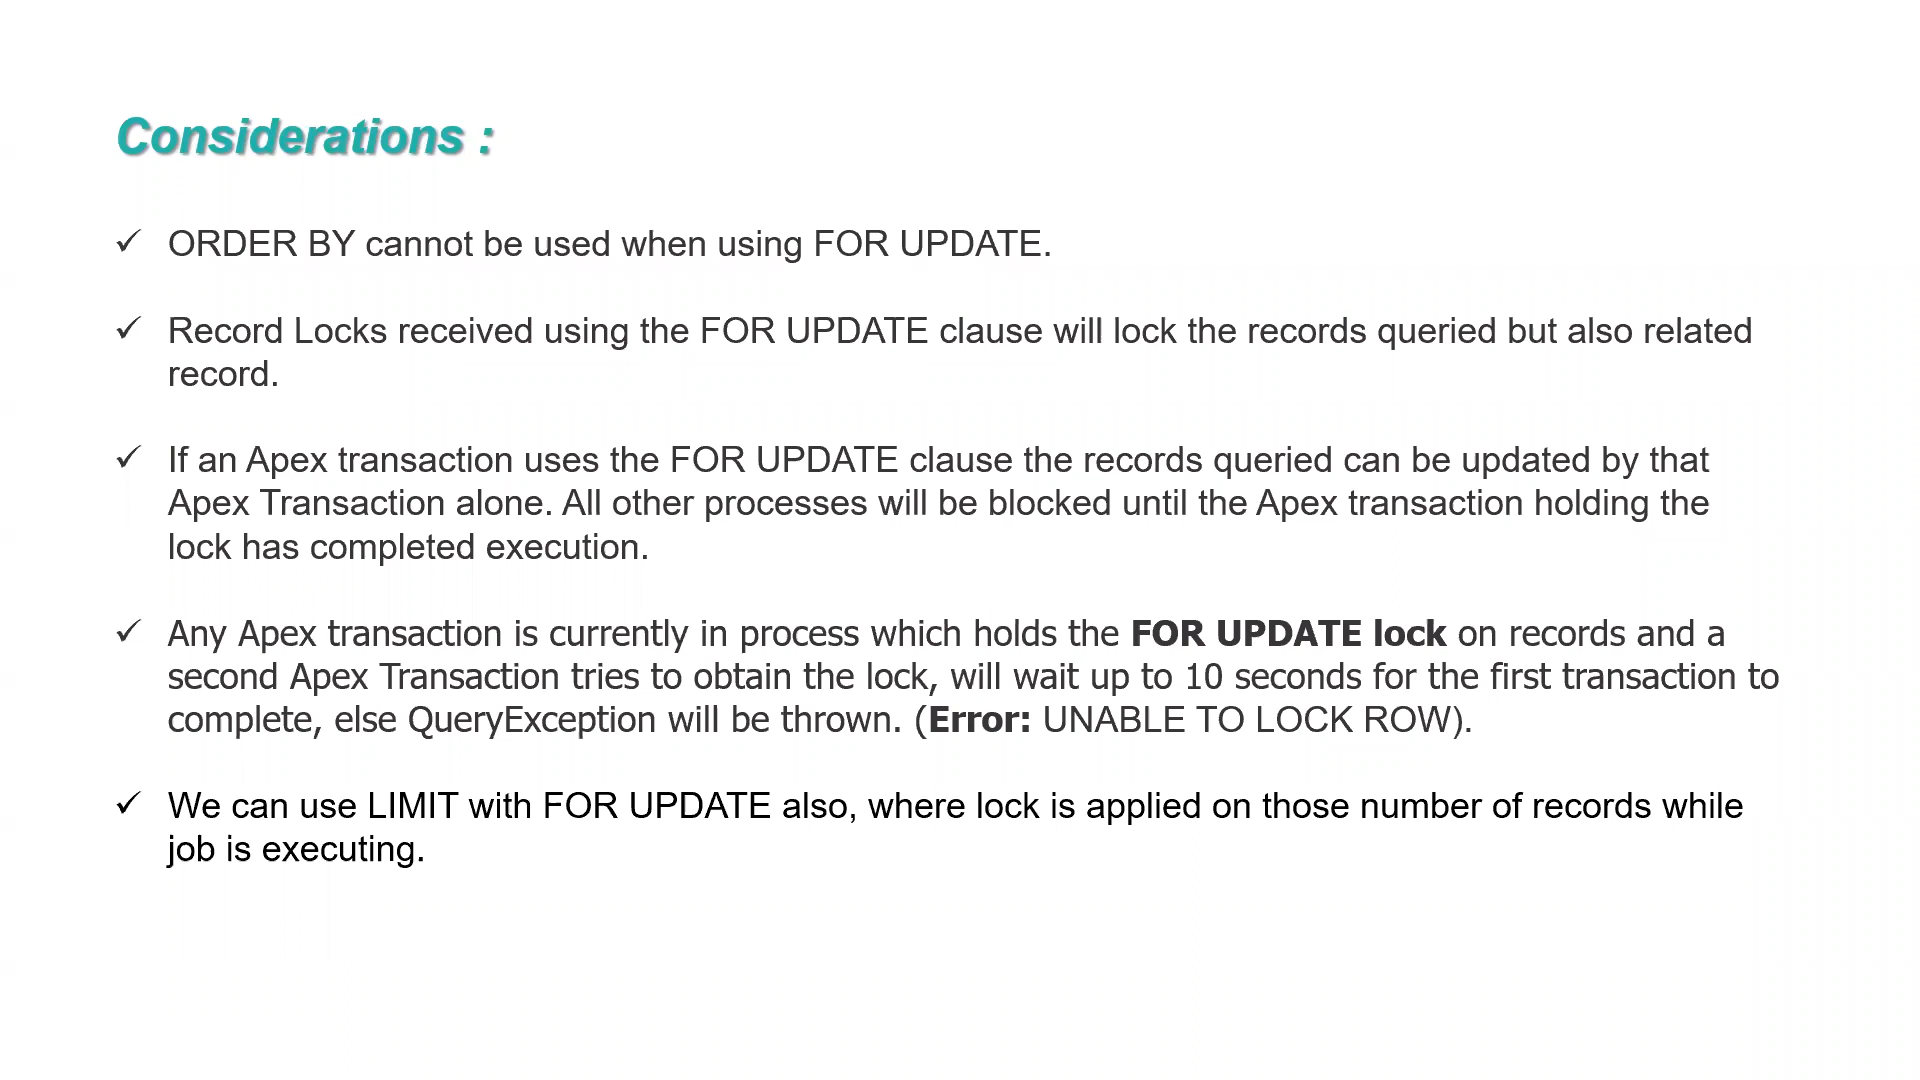 Considerations :
✓ ORDER BY cannot be used when using FOR UPDATE.
✓ Record Locks received using the FOR UPDATE clause will lock the records queried but also related
record.
✓ If an Apex transaction uses the FOR UPDATE clause the records queried can be updated by that
Apex Transaction alone. All other processes will be blocked until the Apex transaction holding the
lock has completed execution.
✓ Any Apex transaction is currently in process which holds the FOR UPDATE lock on records and a
second Apex Transaction tries to obtain the lock, will wait up to 10 seconds for the first transaction to
complete, else QueryException will be thrown. (Error: UNABLE TO LOCK ROW).
✓ We can use LIMIT with FOR UPDATE also, where lock is applied on those number of records while
job is executing.